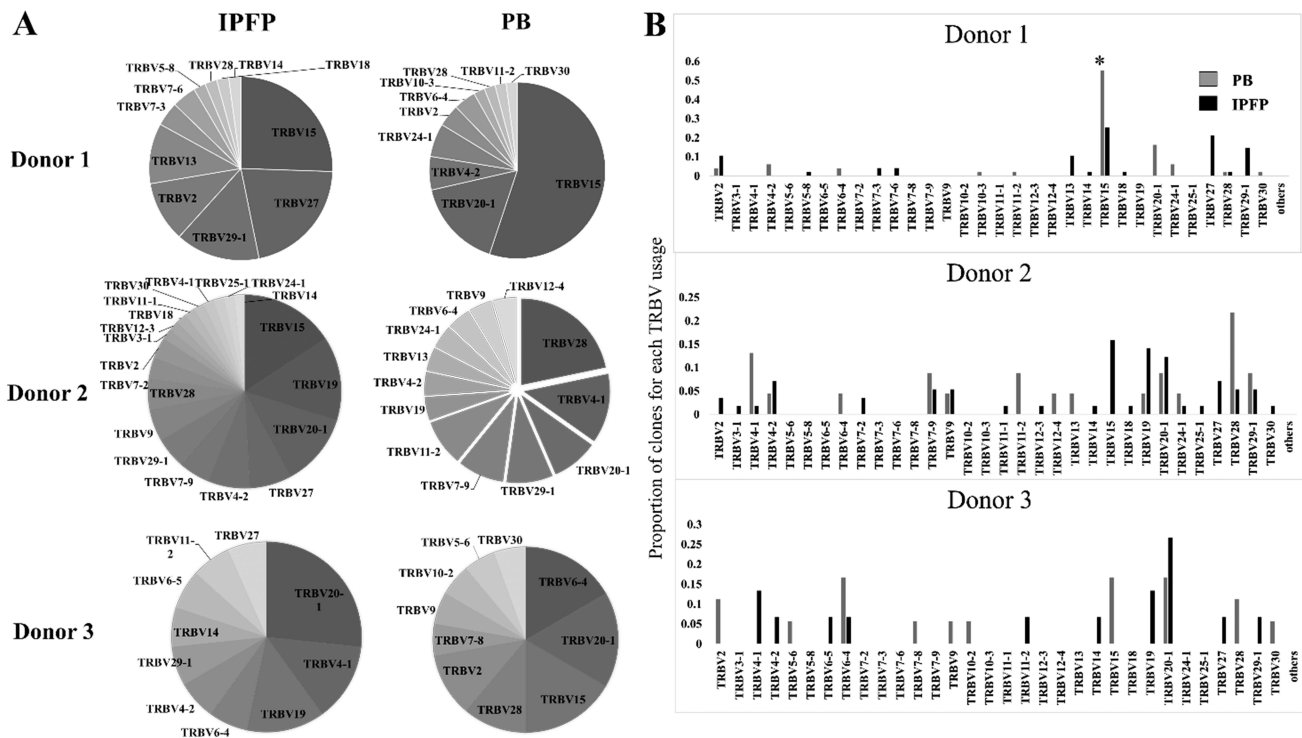 A
IPFP
PB
Donor 1
TRBV5-8
TRBV28
TRBV14
TRBV18
TRBV7-6
TRBV7-3
TRBV13
TRBV2
TRBV29-1
TRBV27
TRBV15
TRBV28
TRBV11-2
TRBV30
TRBV10-3
TRBV6-4
TRBV2
TRBV24-1
TRBV4-2
TRBV20-1
TRBV15
Donor 2
TRBV30
TRBV4-1
TRBV25-1
TRBV24-1
TRBV14
TRBV11-1
TRBV18
TRBV12-3
TRBV3-1
TRBV2
TRBV7-2
TRBV28
TRBV9
TRBV29-1
TRBV7-9
TRBV4-2
TRBV27
TRBV20-1
TRBV19
TRBV15
TRBV9
TRBV12-4
TRBV6-4
TRBV24-1
TRBV13
TRBV4-2
TRBV19
TRBV11-2
TRBV7-9
TRBV29-1
TRBV20-1
TRBV4-1
TRBV28
Donor 3
TRBV11-
2
TRBV27
TRBV6-5
TRBV14
TRBV29-1
TRBV4-2
TRBV6-4
TRBV19
TRBV4-1
TRBV20-
1
TRBV5-6
TRBV30
TRBV10-2
TRBV9
TRBV7-8
TRBV2
TRBV28
TRBV15
TRBV20-1
TRBV6-4
B
Proportion of clones for each TRBV usage
Donor 1
0.6
0.5
0.4
0.3
0.2
0.1
0
*
PB
IPFP
TRBV2
TRBV3-1
TRBV4-1
TRBV4-2
TRBV5-6
TRBV5-8
TRBV6-5
TRBV6-4
TRBV7-2
TRBV7-3
TRBV7-6
TRBV7-8
TRBV7-9
TRBV9
TRBV10-2
TRBV10-3
TRBV11-1
TRBV11-2
TRBV12-3
TRBV12-4
TRBV13
TRBV14
TRBV15
TRBV18
TRBV19
TRBV20-1
TRBV24-1
TRBV25-1
TRBV27
TRBV28
TRBV29-1
TRBV30
others
Donor 2
0.25
0.2
0.15
0.1
0.05
0
TRBV2
TRBV3-1
TRBV4-1
TRBV4-2
TRBV5-6
TRBV5-8
TRBV6-5
TRBV6-4
TRBV7-2
TRBV7-3
TRBV7-6
TRBV7-8
TRBV7-9
TRBV9
TRBV10-2
TRBV10-3
TRBV11-1
TRBV11-2
TRBV12-3
TRBV12-4
TRBV13
TRBV14
TRBV15
TRBV18
TRBV19
TRBV20-1
TRBV24-1
TRBV25-1
TRBV27
TRBV28
TRBV29-1
TRBV30
others
Donor 3
0.3
0.25
0.2
0.15
0.1
0.05
0
TRBV2
TRBV3-1
TRBV4-1
TRBV4-2
TRBV5-6
TRBV5-8
TRBV6-5
TRBV6-4
TRBV7-2
TRBV7-3
TRBV7-6
TRBV7-8
TRBV7-9
TRBV9
TRBV10-2
TRBV10-3
TRBV11-1
TRBV11-2
TRBV12-3
TRBV12-4
TRBV13
TRBV14
TRBV15
TRBV18
TRBV19
TRBV20-1
TRBV24-1
TRBV25-1
TRBV27
TRBV28
TRBV29-1
TRBV30
others